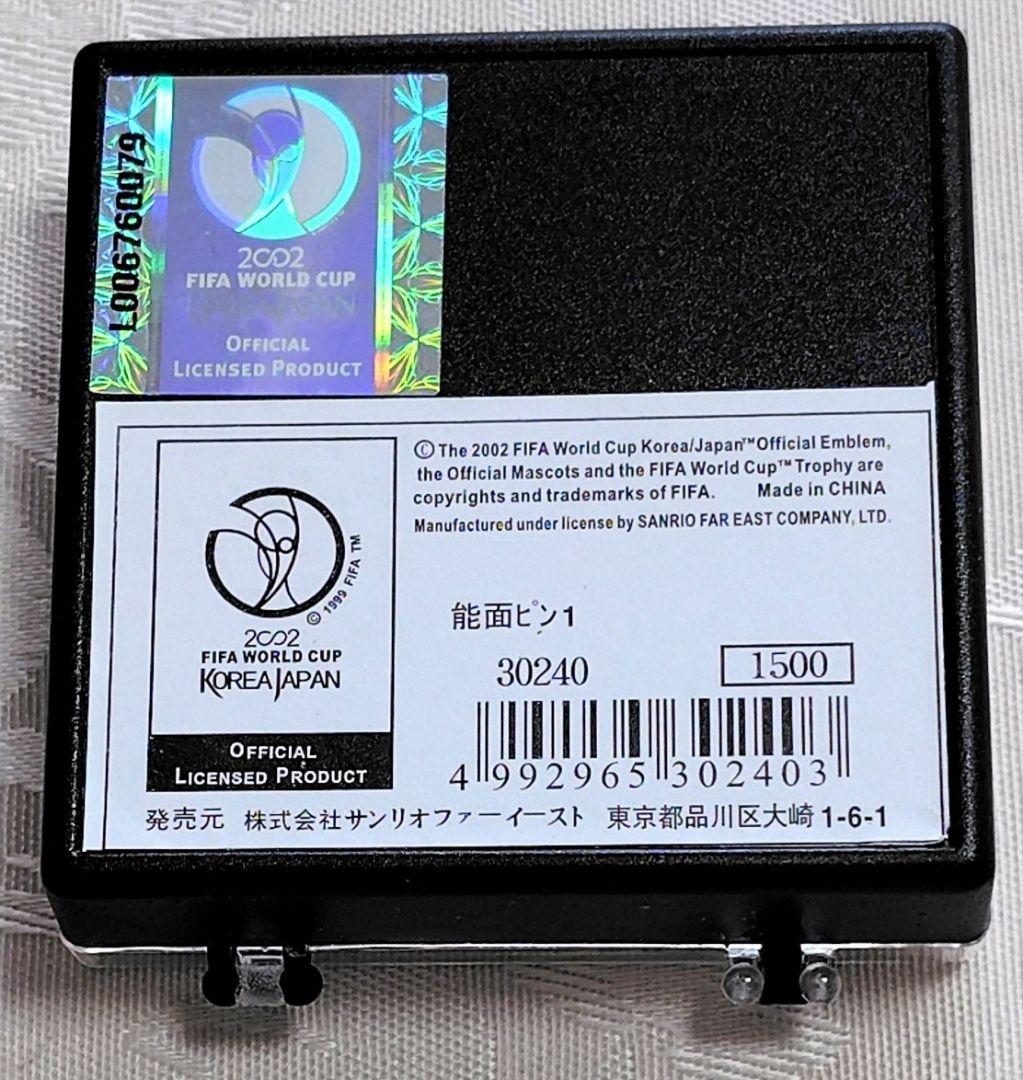 L006760079
2002
FIFA WORLD CUP
KOREA JAPAN
OFFICIAL
LICENSED PRODUCT
© The 2002 FIFA World Cup Korea/Japan™Official Emblem,
the Official Mascots and the FIFA World Cup™ Trophy are
copyrights and trademarks of FIFA. Made in CHINA
Manufactured under license by SANRIO FAR EAST COMPANY, LTD.
© 1999 FIFA TM
2002
FIFA WORLD CUP
KOREA JAPAN
OFFICIAL
LICENSED PRODUCT
能面ピン1
30240 1500
4 992965 302403
発売元 株式会社サンリオファーイースト 東京都品川区大崎 1-6-1